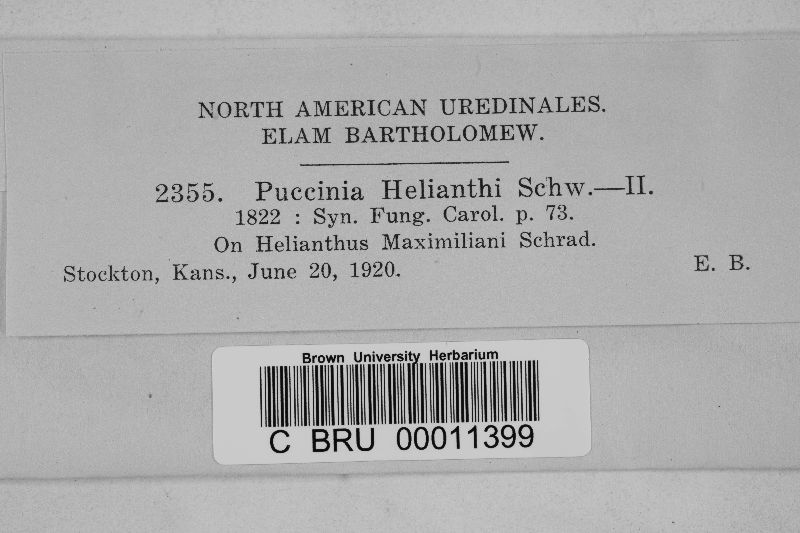 NORTH AMERICAN UREDINALES.
ELAM BARTHOLOMEW.
2355. Puccinia Helianthi Schw.—II.
1822 : Syn. Fung. Carol. p. 73.
On Helianthus Maximiliani Schrad.
Stockton, Kans., June 20, 1920. E. B.
Brown University Herbarium
C BRU 00011399